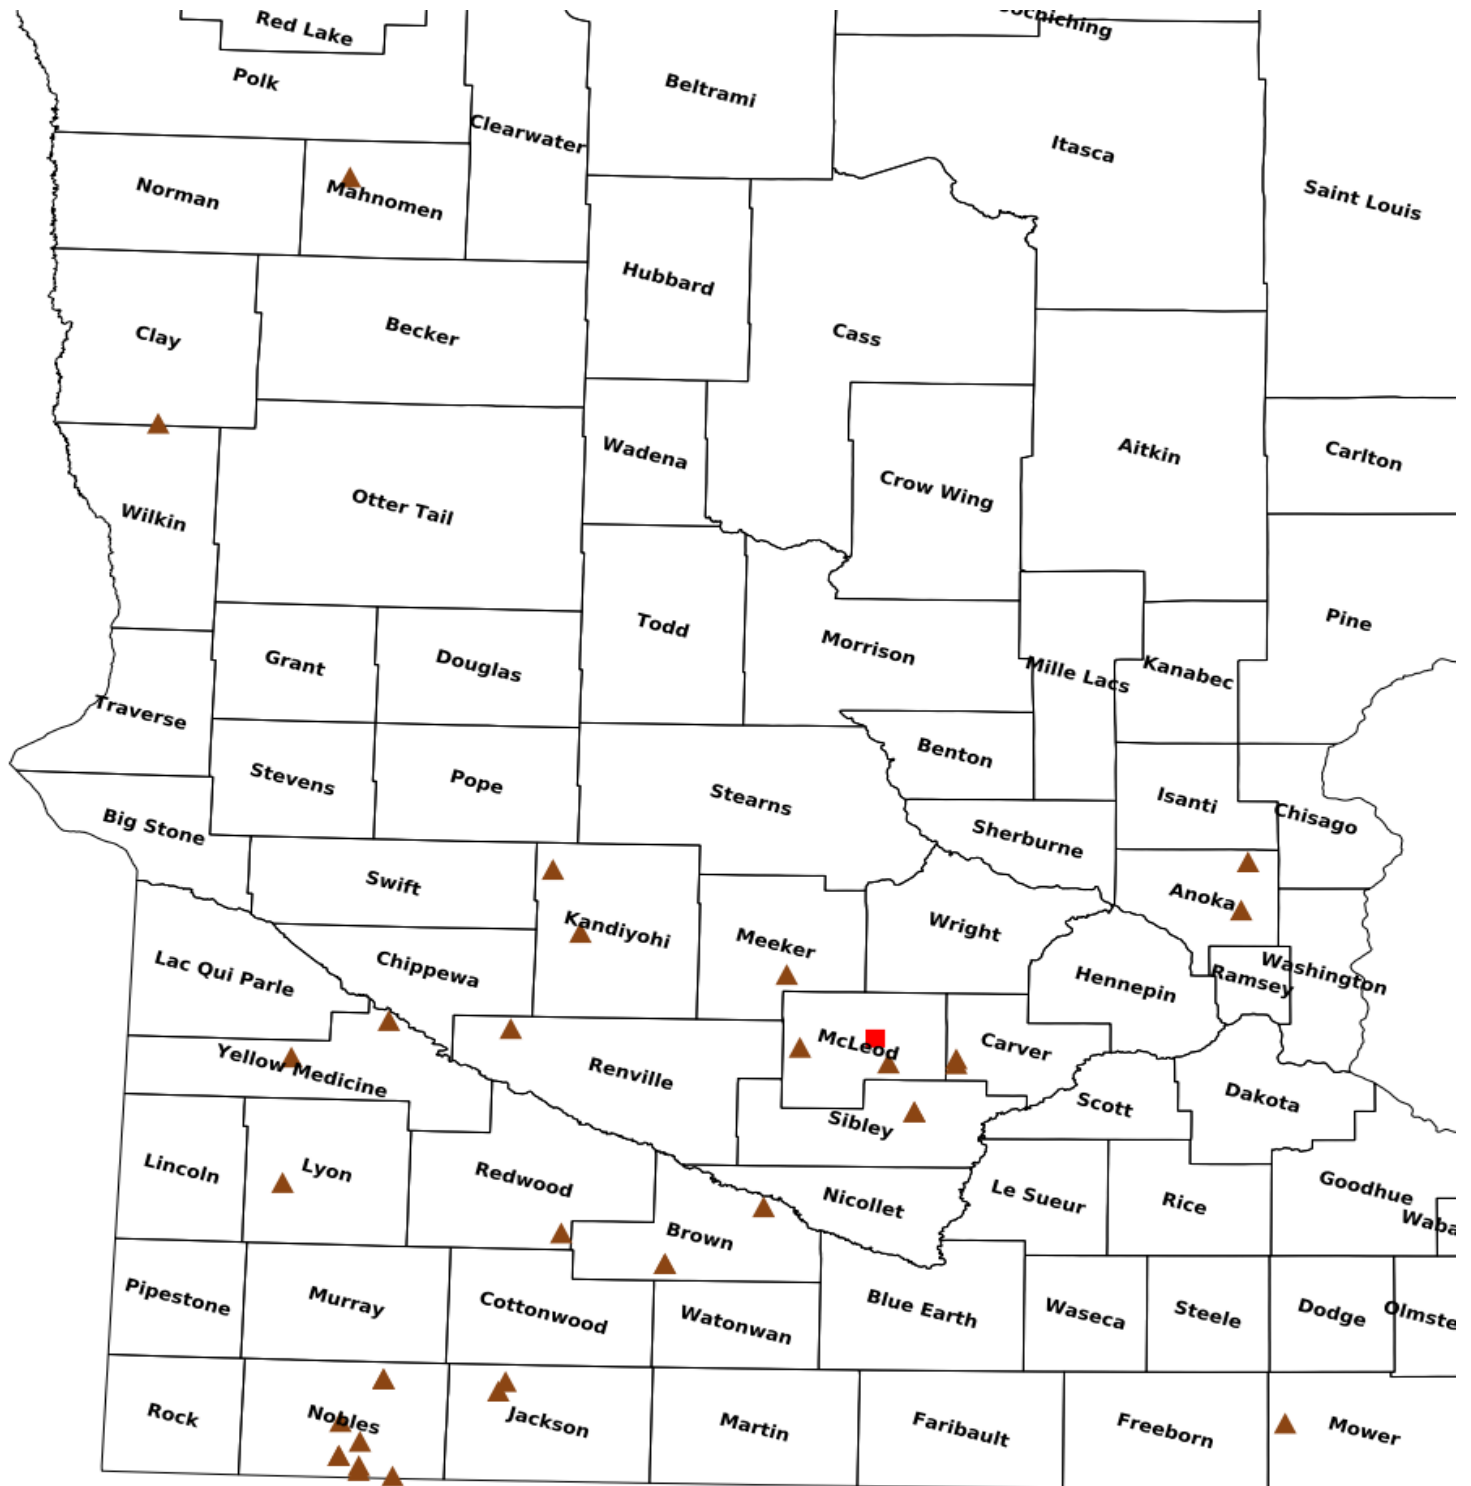 Red Lake
Polk
Beltrami
Clearwater
Itasca
Saint Louis
Norman
Mahnomen
Hubbard
Clay
Becker
Cass
Wadena
Crow Wing
Aitkin
Carlton
Wilkin
Otter Tail
Todd
Morrison
Mille Lacs
Kanabec
Pine
Grant
Douglas
Traverse
Stevens
Pope
Stearns
Benton
Isanti
Chisago
Big Stone
Sherburne
Swift
Anoka
Kandiyohi
Meeker
Wright
Lac Qui Parle
Chippewa
Hennepin
Ramsey
Washington
McLeod
Carver
Yellow Medicine
Renville
Sibley
Scott
Dakota
Lincoln
Lyon
Redwood
Nicollet
Le Sueur
Rice
Goodhue
Waba
Brown
Pipestone
Murray
Cottonwood
Watonwan
Blue Earth
Waseca
Steele
Dodge
Olmste
Rock
Nobles
Jackson
Martin
Faribault
Freeborn
Mower